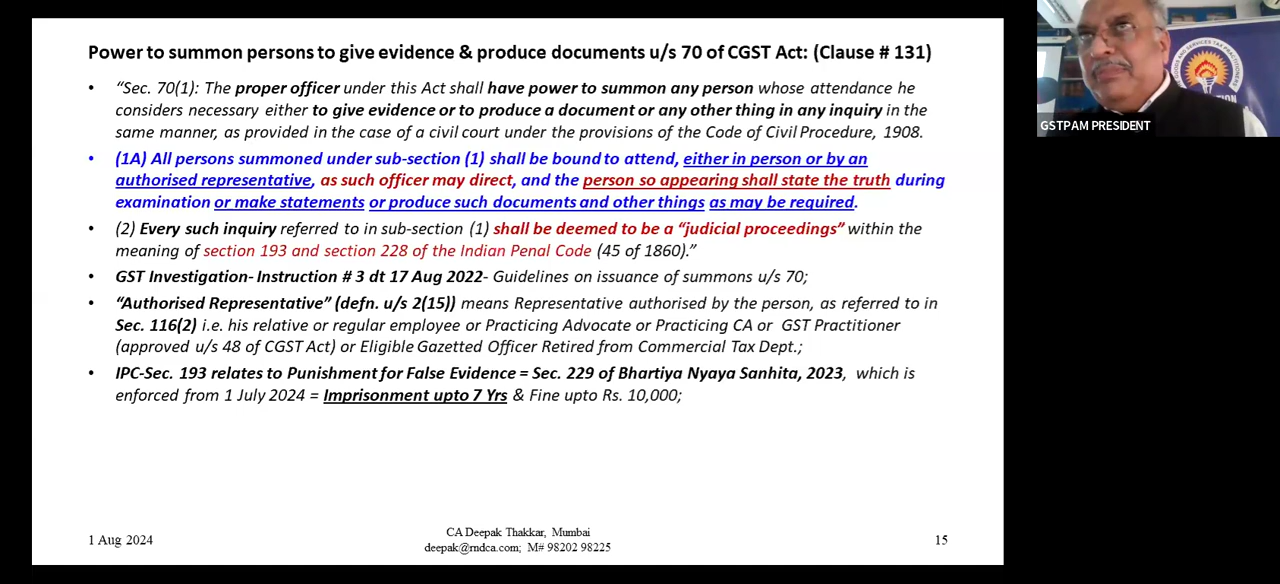 Power to summon persons to give evidence & produce documents u/s 70 of CGST Act: (Clause # 131)
• “Sec. 70(1): The proper officer under this Act shall have power to summon any person whose attendance he
considers necessary either to give evidence or to produce a document or any other thing in any inquiry in the
same manner, as provided in the case of a civil court under the provisions of the Code of Civil Procedure, 1908.
• (1A) All persons summoned under sub-section (1) shall be bound to attend, either in person or by an
authorised representative, as such officer may direct, and the person so appearing shall state the truth during
examination or make statements or produce such documents and other things as may be required.
• (2) Every such inquiry referred to in sub-section (1) shall be deemed to be a “judicial proceedings” within the
meaning of section 193 and section 228 of the Indian Penal Code (45 of 1860).”
• GST Investigation- Instruction # 3 dt 17 Aug 2022- Guidelines on issuance of summons u/s 70;
• “Authorised Representative” (defn. u/s 2(15)) means Representative authorised by the person, as referred to in
Sec. 116(2) i.e. his relative or regular employee or Practicing Advocate or Practicing CA or GST Practitioner
(approved u/s 48 of CGST Act) or Eligible Gazetted Officer Retired from Commercial Tax Dept.;
• IPC-Sec. 193 relates to Punishment for False Evidence = Sec. 229 of Bhartiya Nyaya Sanhita, 2023, which is
enforced from 1 July 2024 = Imprisonment upto 7 Yrs & Fine upto Rs. 10,000;
1 Aug 2024
CA Deepak Thakkar, Mumbai
deepak@rndca.com; M# 98202 98225
15
GSTPAM PRESIDENT